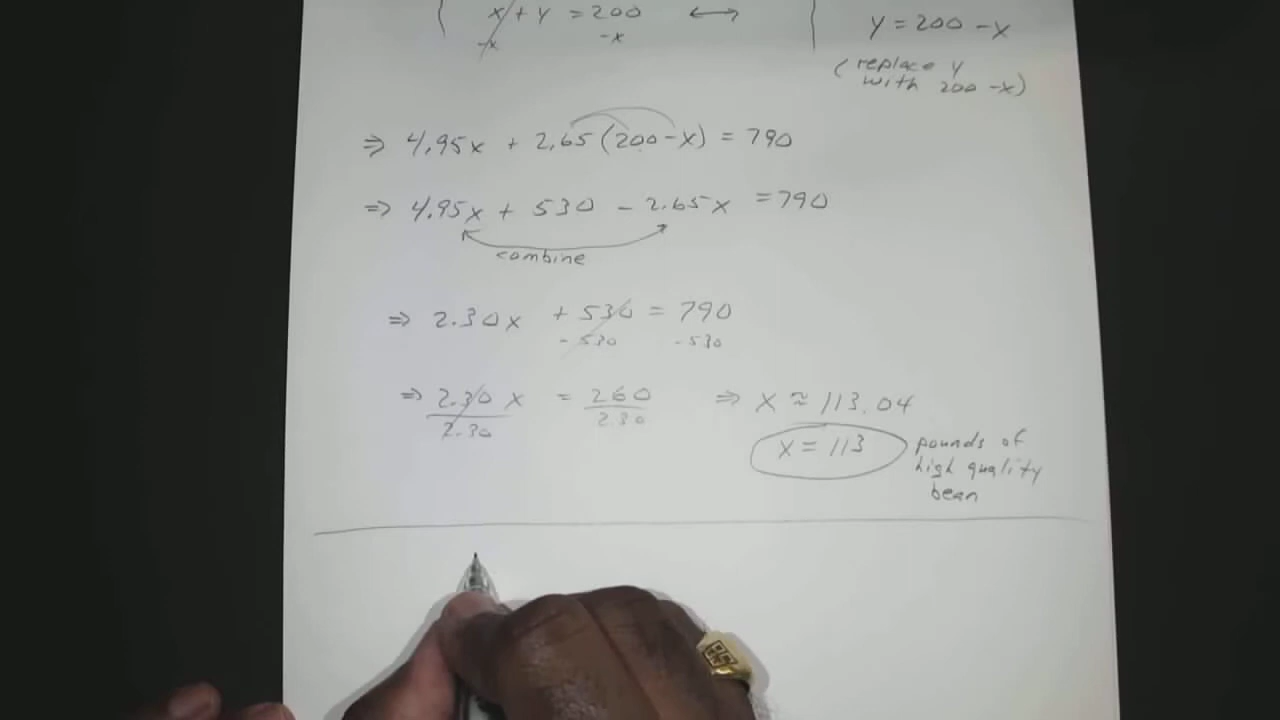 x + y = 200 ↔ y = 200 - x
-x -x
(replace y
with 200 - x)
⇒ 4.95x + 2.65(200 - x) = 790
⇒ 4.95x + 530 - 2.65x = 790
combine
⇒ 2.30x + 530 = 790
- 530 - 530
⇒ 2.30 x = 260 ⇒ x ≈ 113.04
2.30 2.30
x = 113 pounds of
high quality
bean